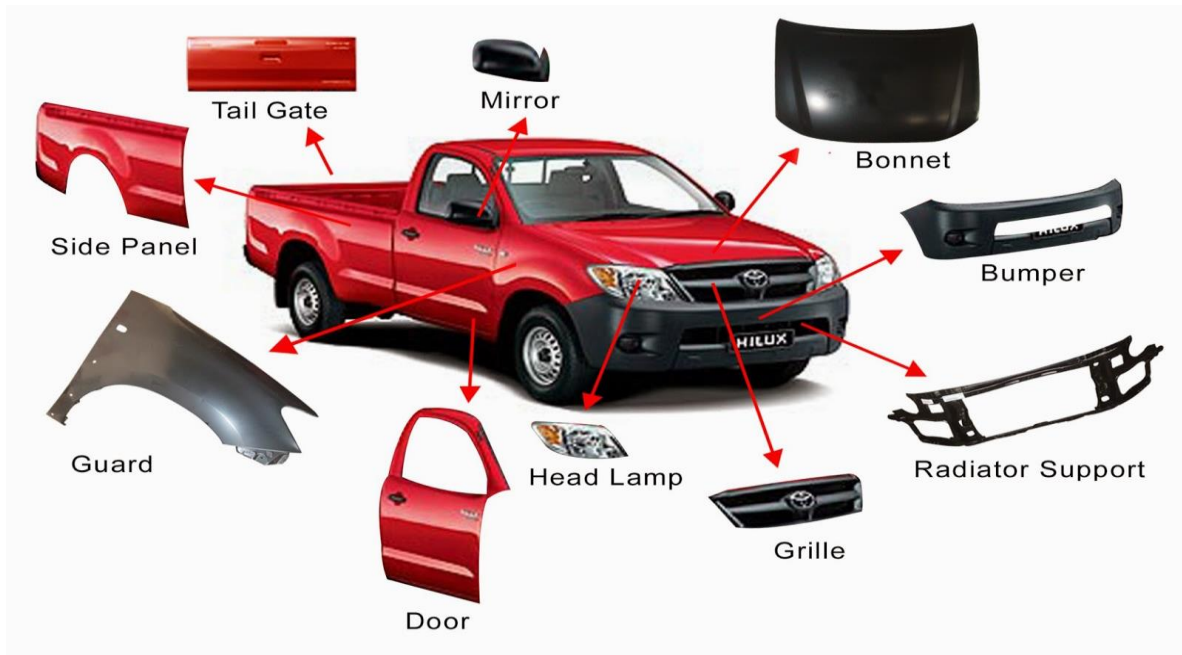 Tail Gate
Mirror
Bonnet
Side Panel
HILUX
Bumper
HILUX
Guard
Head Lamp
Radiator Support
Grille
Door